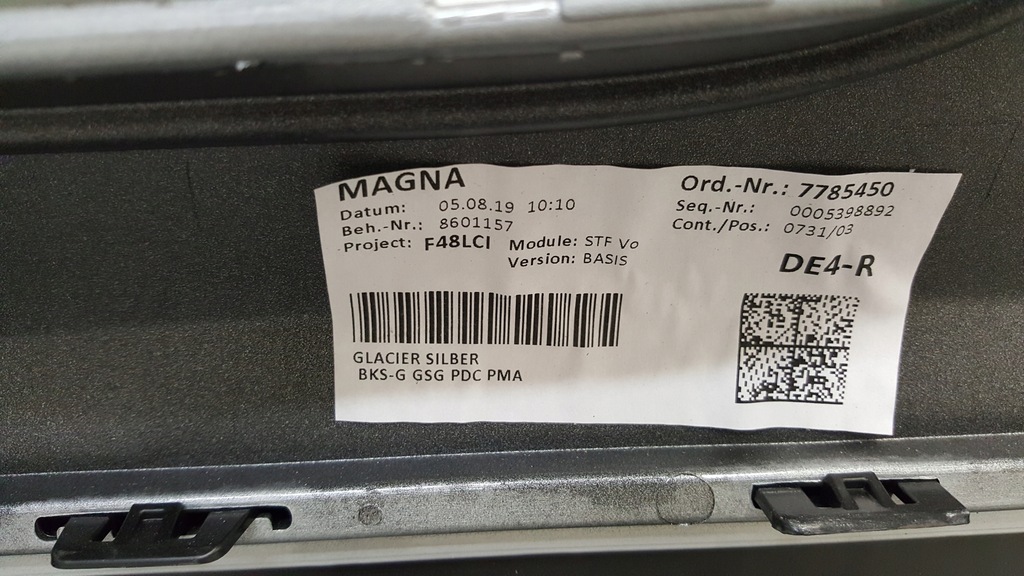 MAGNA
Datum: 05.08.19 10:10
Beh.-Nr.: 8601157
Project: F48LCI Module: STF Vo
Version: BASIS
Ord.-Nr.: 7785450
Seq.-Nr.: 0005398892
Cont./Pos.: 0731/03
DE4-R
GLACIER SILBER
BKS-G GSG PDC PMA